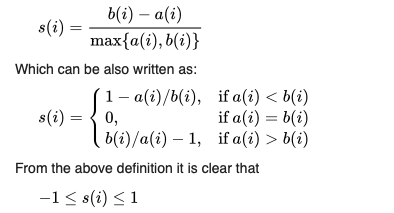 s(i) = b(i) − a(i) / max{a(i), b(i)}
Which can be also written as:
s(i) = { 1 − a(i)/b(i), if a(i) < b(i)
0, if a(i) = b(i)
b(i)/a(i) − 1, if a(i) > b(i)
From the above definition it is clear that
−1 ≤ s(i) ≤ 1